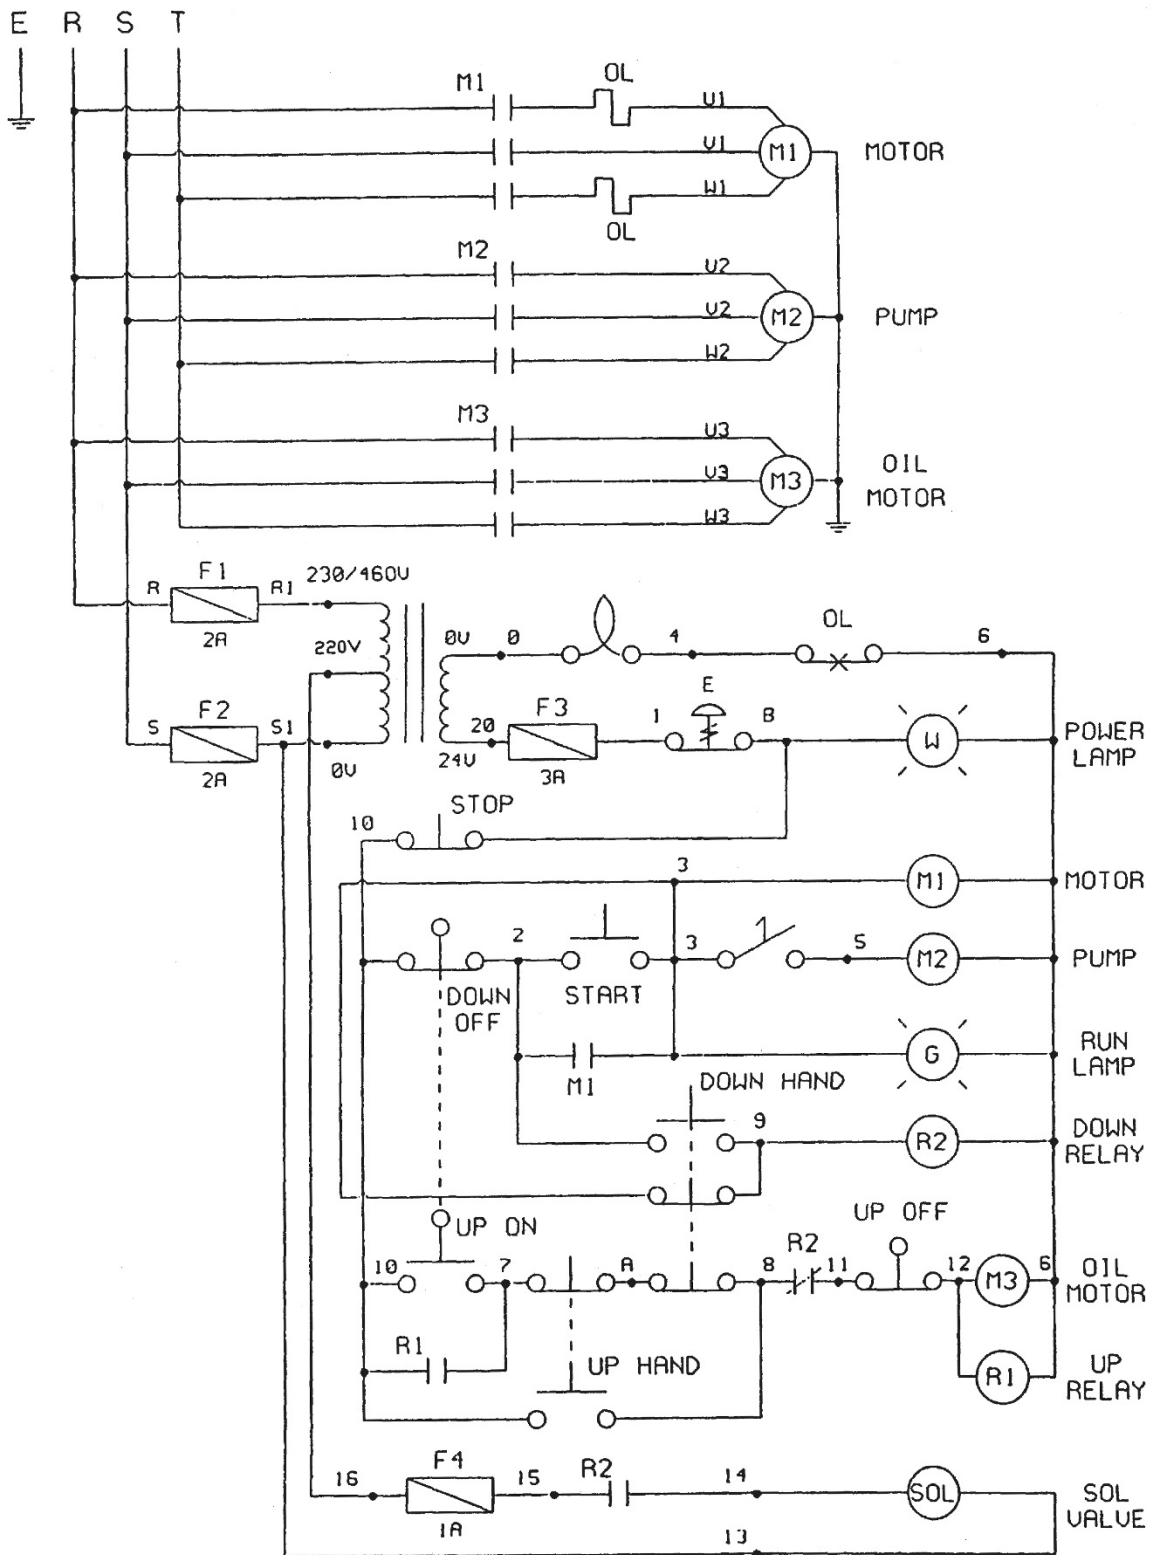 E R S T
M1
OL
U1
V1
M1
MOTOR
W1
OL
M2
U2
V2
M2
PUMP
W2
M3
U3
V3
M3
OIL
MOTOR
W3
R
F1
R1
2A
230/460V
220V
S
F2
S1
2A
0V
0V
0
4
OL
6
24V
20
F3
3A
1
E
B
W
POWER
LAMP
10
STOP
3
M1
MOTOR
2
3
5
M2
PUMP
DOWN
OFF
START
M1
G
RUN
LAMP
DOWN HAND
9
R2
DOWN
RELAY
UP ON
UP OFF
10
7
A
8
R2
11
12
M3
6
OIL
MOTOR
R1
UP HAND
R1
UP
RELAY
16
F4
1A
15
R2
14
SOL
SOL
VALVE
13